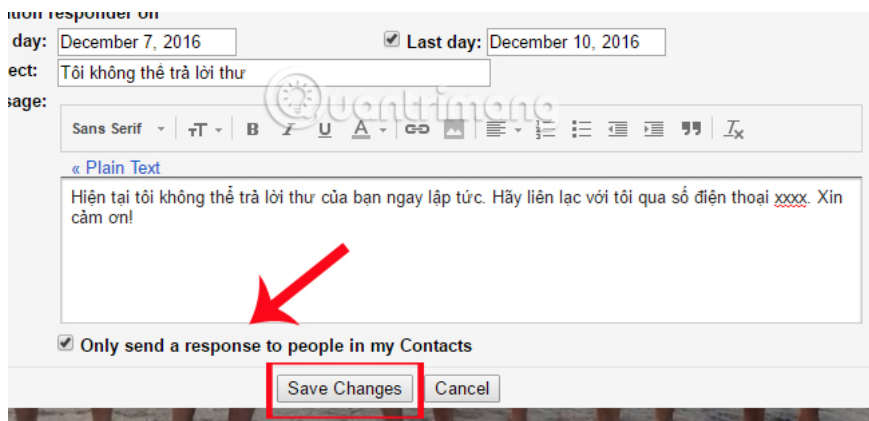 responder on
day: December 7, 2016 Last day: December 10, 2016
ect: Tôi không thể trả lời thư
sage:
Quantrimang
Sans Serif TT B I U A Tx
« Plain Text
Hiện tại tôi không thể trả lời thư của bạn ngay lập tức. Hãy liên lạc với tôi qua số điện thoại xxxx. Xin
cảm ơn!
Only send a response to people in my Contacts
Save Changes Cancel